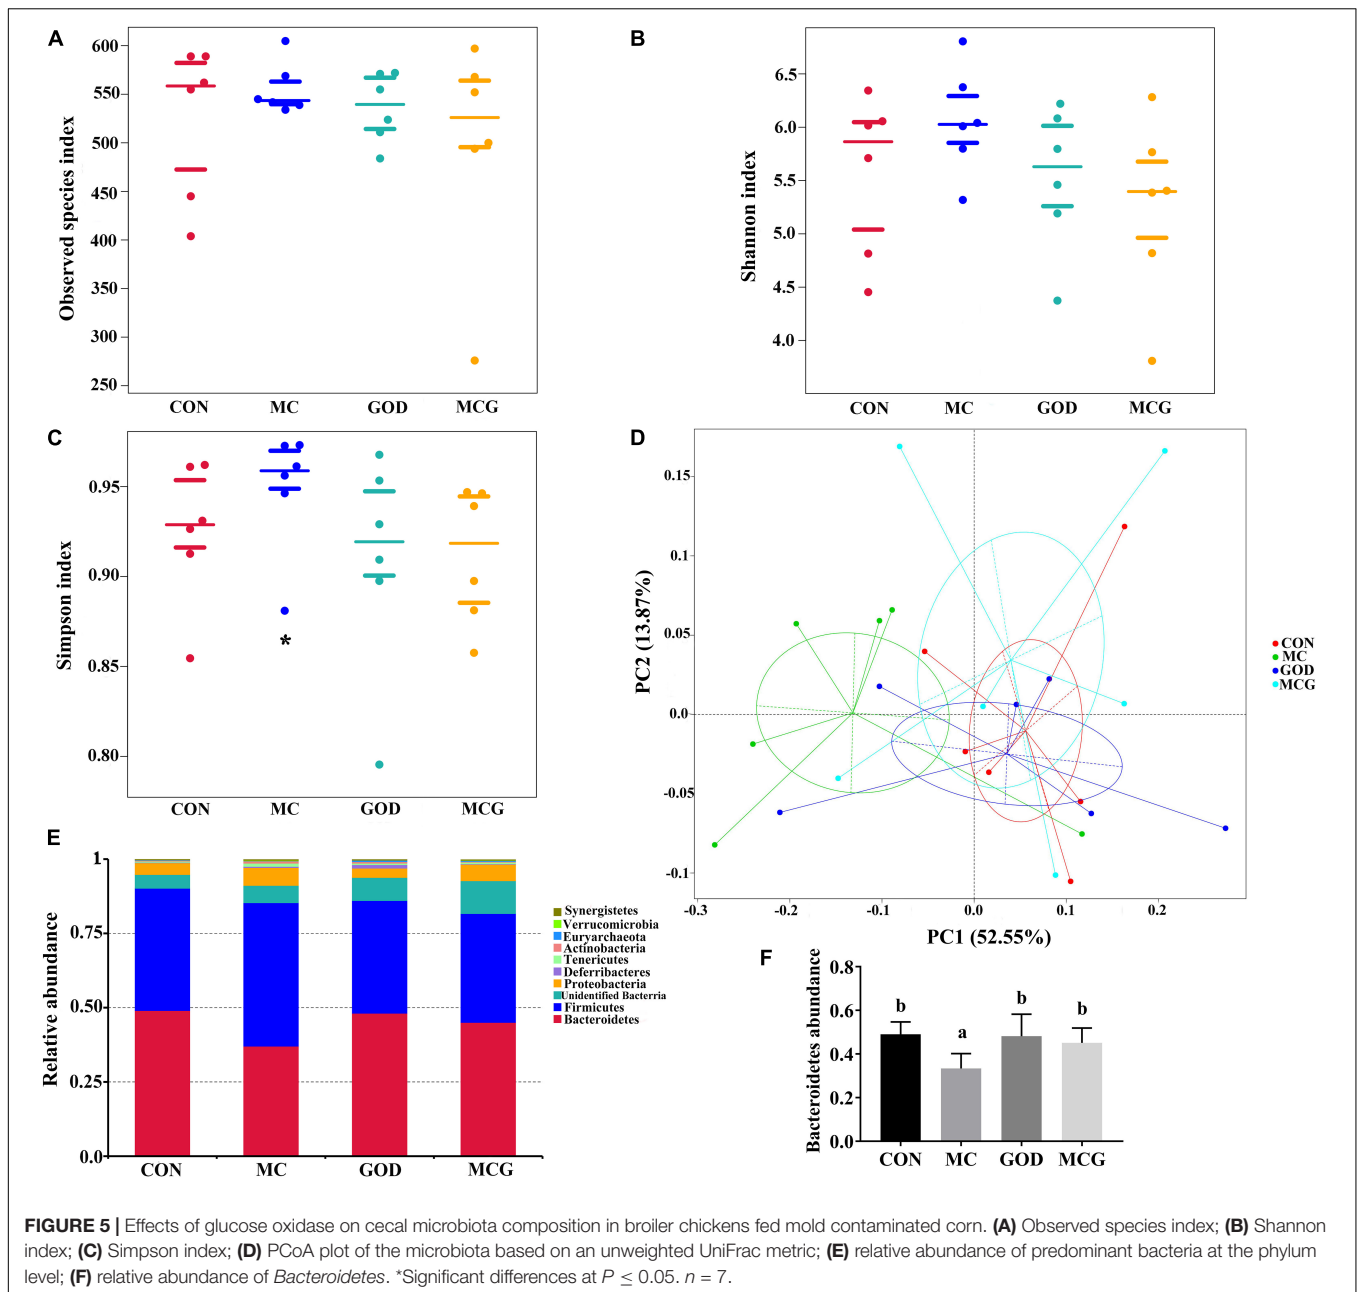 A
600
550
500
450
400
350
300
250
Observed species index
CON MC GOD MCG
B
6.5
6.0
5.5
5.0
4.5
4.0
Shannon index
CON MC GOD MCG
C
0.95
0.90
0.85
0.80
Simpson index
*
CON MC GOD MCG
D
0.15
0.1
0.05
0.0
-0.05
-0.1
PC2 (13.87%)
-0.3 -0.2 -0.1 0.0 0.1 0.2
PC1 (52.55%)
CON
MC
GOD
MCG
E
1
0.75
0.50
0.25
0.0
Relative abundance
CON MC GOD MCG
Synergistetes
Verrucomicrobia
Euryarchaeota
Actinobacteria
Tenericutes
Deferribacteres
Proteobacteria
Unidentified Bacterria
Firmicutes
Bacteroidetes
F
0.8
0.6
0.4
0.2
0.0
Bacteroidetes abundance
b a b b
CON MC GOD MCG
FIGURE 5 | Effects of glucose oxidase on cecal microbiota composition in broiler chickens fed mold contaminated corn. (A) Observed species index; (B) Shannon
index; (C) Simpson index; (D) PCoA plot of the microbiota based on an unweighted UniFrac metric; (E) relative abundance of predominant bacteria at the phylum
level; (F) relative abundance of Bacteroidetes. *Significant differences at P ≤ 0.05. n = 7.